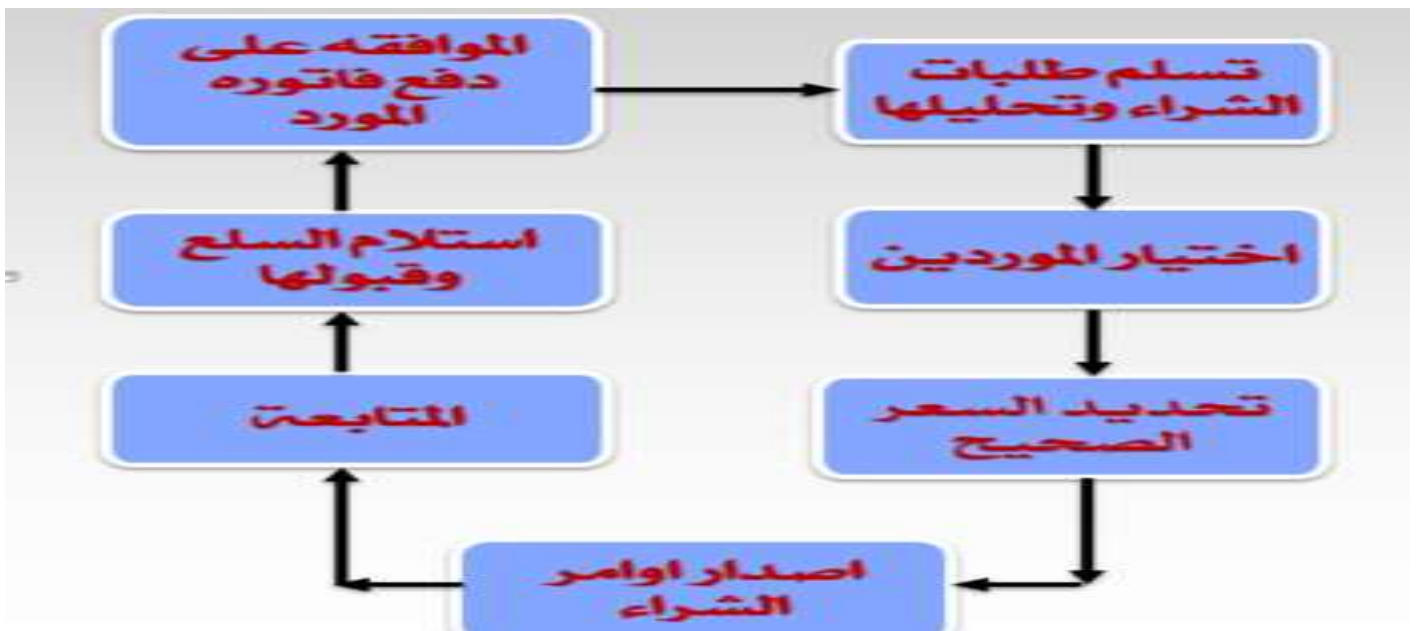 تسلم طلبات
الشراء وتحليلها
اختيار الموردين
تحديد السعر
الصحيح
اصدار اوامر
الشراء
المتابعة
استلام السلع
وقبولها
الموافقه على
دفع فاتوره
المورد